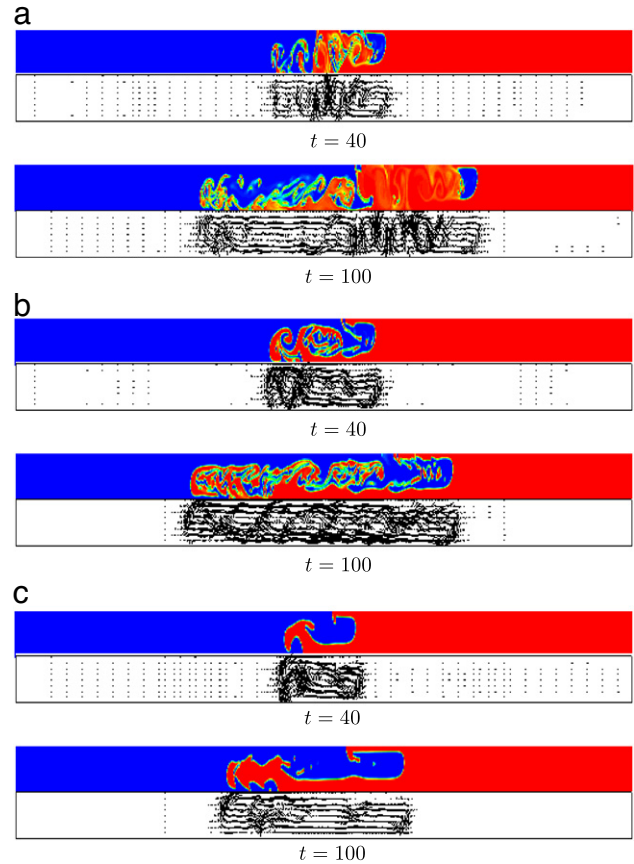 a
t = 40
t = 100
b
t = 40
t = 100
c
t = 40
t = 100